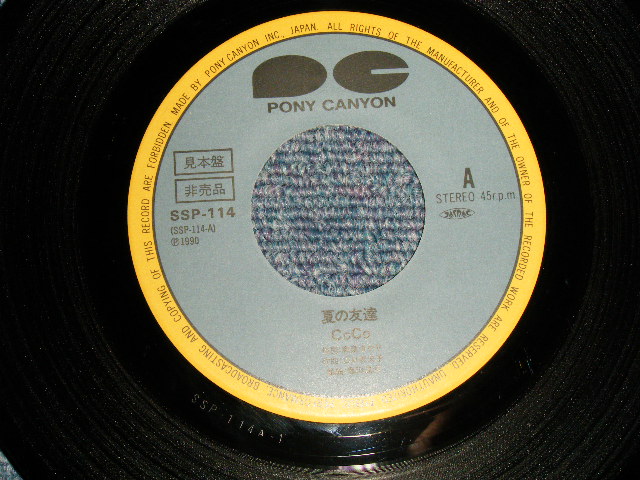 MADE BY PONY CANYON INC., JAPAN. ALL RIGHTS OF THE MANUFACTURER AND OF THE OWNER OF THE RECORDED WORK ARE RESERVED. UNAUTHORIZED BROADCASTING AND COPYING OF THIS RECORD ARE FORBIDDEN.
PONY CANYON
見本盤
非売品
SSP-114
(SSP-114-A)
℗1990
A
STEREO 45r.p.m.
夏の友達
CoCo
SSP-114A-1